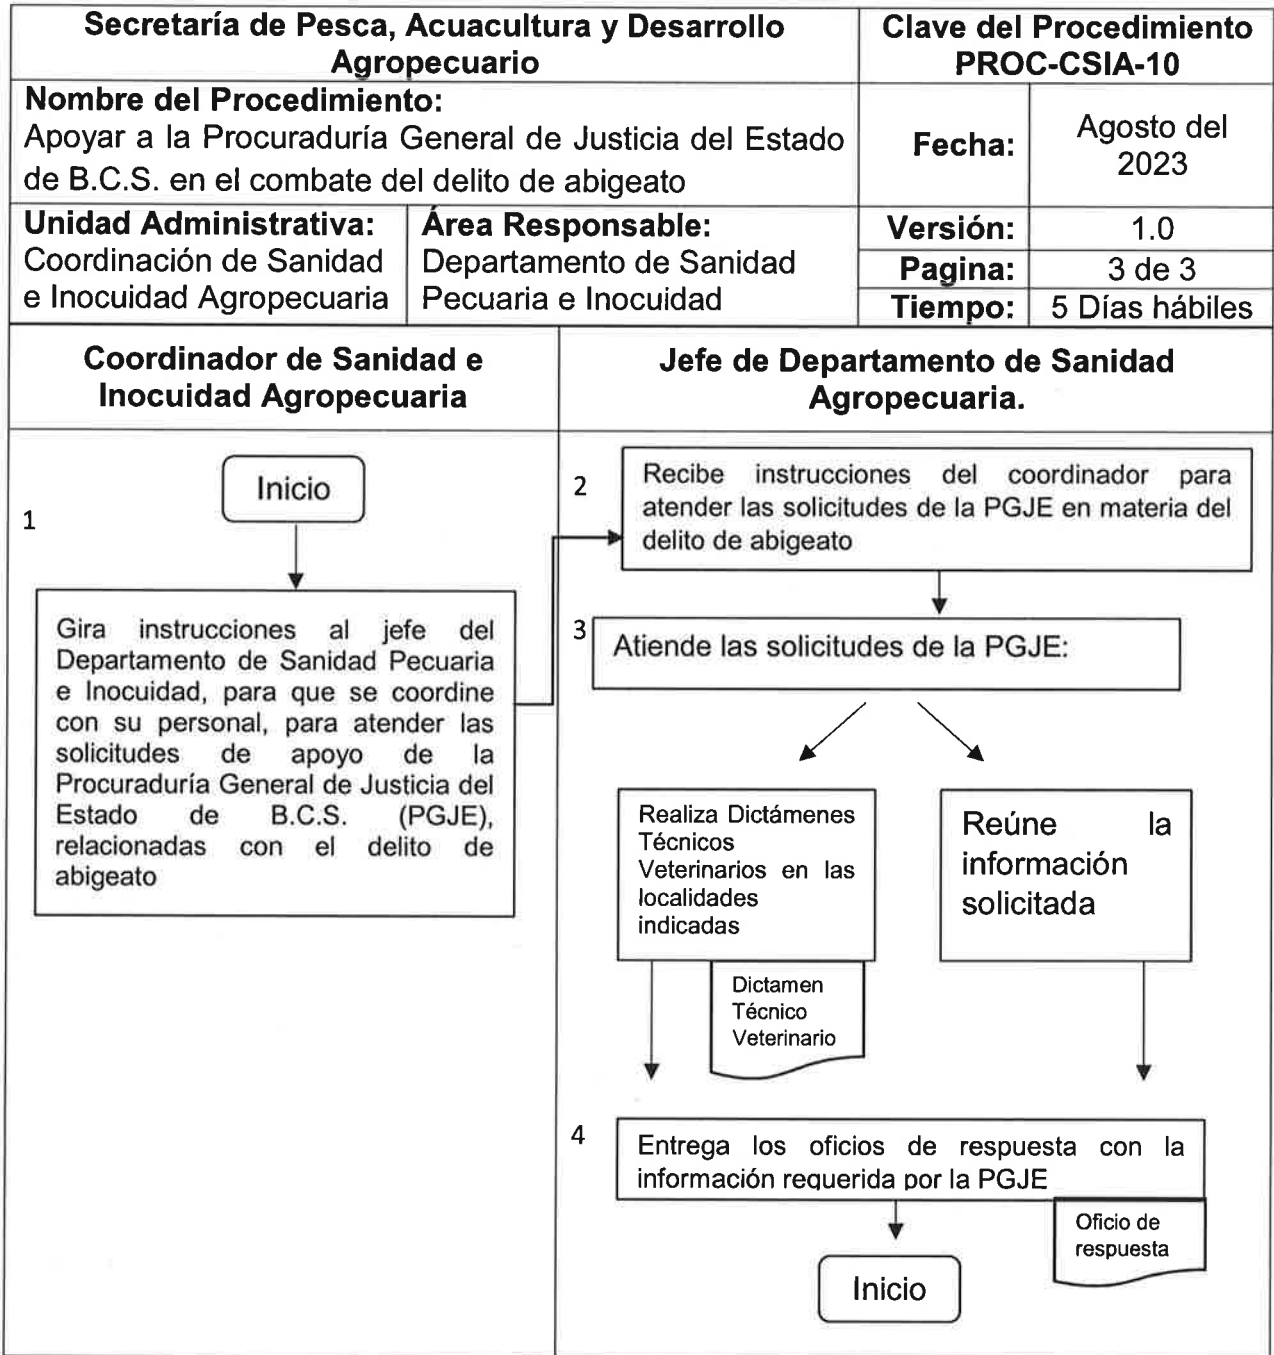 Secretaría de Pesca, Acuacultura y Desarrollo
Agropecuario
Clave del Procedimiento
PROC-CSIA-10
Nombre del Procedimiento:
Apoyar a la Procuraduría General de Justicia del Estado
de B.C.S. en el combate del delito de abigeato
Fecha:
Agosto del
2023
Unidad Administrativa:
Coordinación de Sanidad
e Inocuidad Agropecuaria
Área Responsable:
Departamento de Sanidad
Pecuaria e Inocuidad
Versión:
1.0
Pagina:
3 de 3
Tiempo:
5 Días hábiles
Coordinador de Sanidad e
Inocuidad Agropecuaria
Jefe de Departamento de Sanidad
Agropecuaria.
Inicio
1
Gira instrucciones al jefe del
Departamento de Sanidad Pecuaria
e Inocuidad, para que se coordine
con su personal, para atender las
solicitudes de apoyo de la
Procuraduría General de Justicia del
Estado de B.C.S. (PGJE),
relacionadas con el delito de
abigeato
2
Recibe instrucciones del coordinador para
atender las solicitudes de la PGJE en materia del
delito de abigeato
3
Atiende las solicitudes de la PGJE:
Realiza Dictámenes
Técnicos
Veterinarios en las
localidades
indicadas
Dictamen
Técnico
Veterinario
Reúne la
información
solicitada
4
Entrega los oficios de respuesta con la
información requerida por la PGJE
Oficio de
respuesta
Inicio